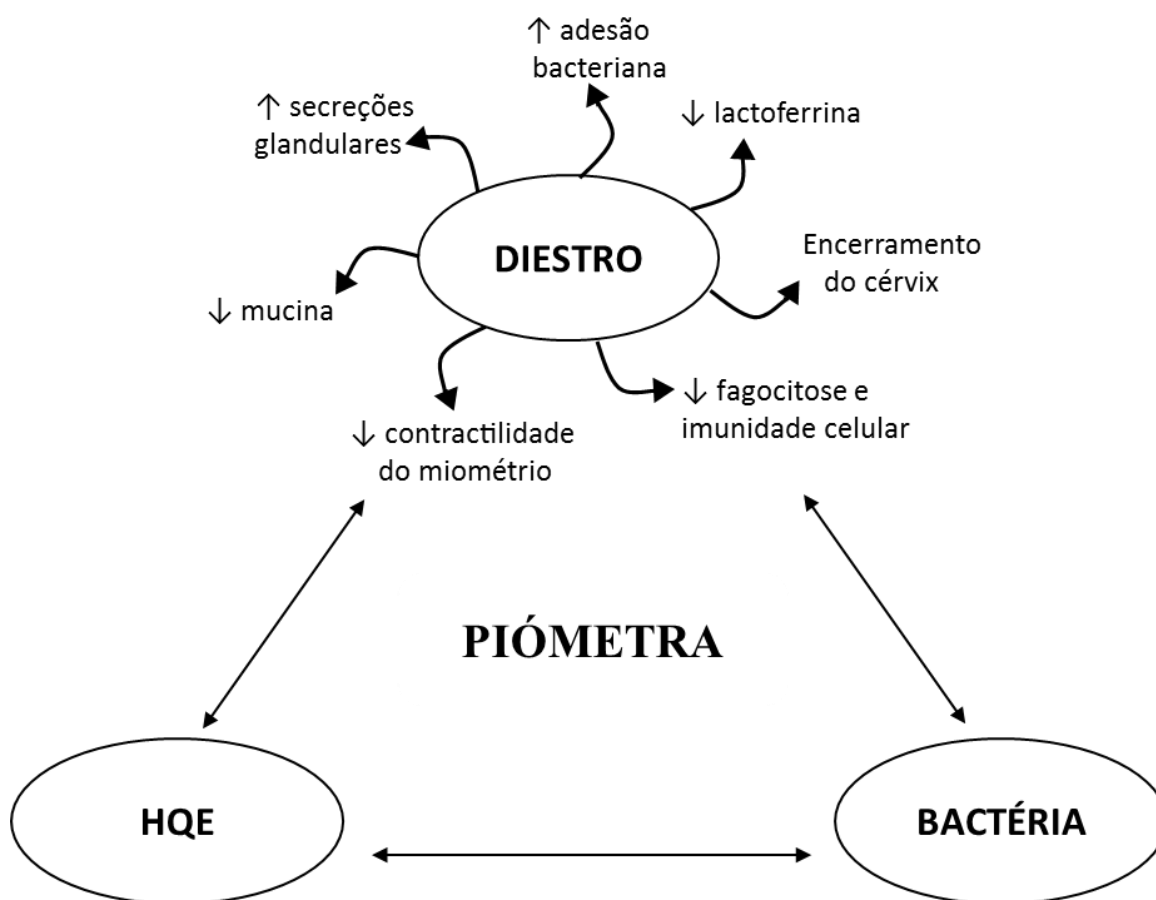 ↑ adesão
bacteriana
↑ secreções
glandulares
↓ lactoferrina
DIESTRO
Encerramento
do cérvix
↓ mucina
↓ fagocitose e
imunidade celular
↓ contractilidade
do miométrio
PIÓMETRA
HQE
BACTÉRIA